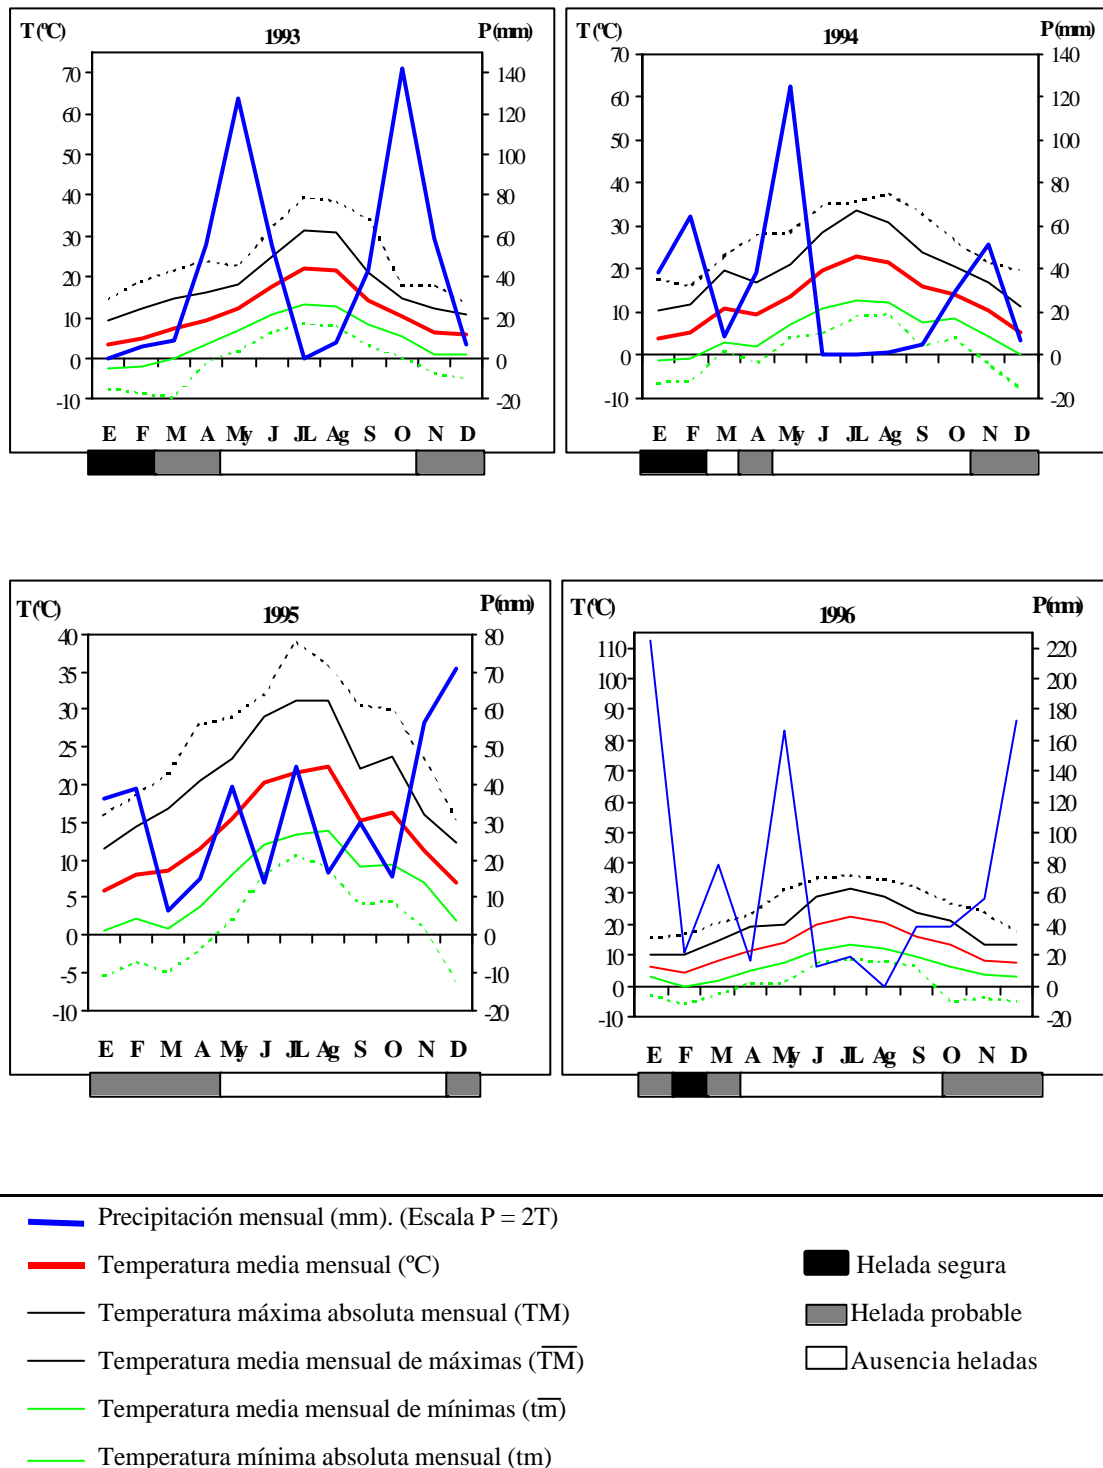 T (ºC) 1993 P (mm)
70 140
60 120
50 100
40 80
30 60
20 40
10 20
0 0
-10 -20
E F M A My J JL Ag S O N D
T (ºC) 1994 P (mm)
70 140
60 120
50 100
40 80
30 60
20 40
10 20
0 0
-10 -20
E F M A My J JL Ag S O N D
T (ºC) 1995 P (mm)
40 80
35 70
30 60
25 50
20 40
15 30
10 20
5 10
0 0
-5 -10
-10 -20
E F M A My J JL Ag S O N D
T (ºC) 1996 P (mm)
110 220
100 200
90 180
80 160
70 140
60 120
50 100
40 80
30 60
20 40
10 20
0 0
-10 -20
E F M A My J JL Ag S O N D
Precipitación mensual (mm). (Escala P = 2T)
Temperatura media mensual (ºC)
Temperatura máxima absoluta mensual (TM)
Temperatura media mensual de máximas (T̅M̅)
Temperatura media mensual de mínimas (t̅m̅)
Temperatura mínima absoluta mensual (tm)
Helada segura
Helada probable
Ausencia heladas